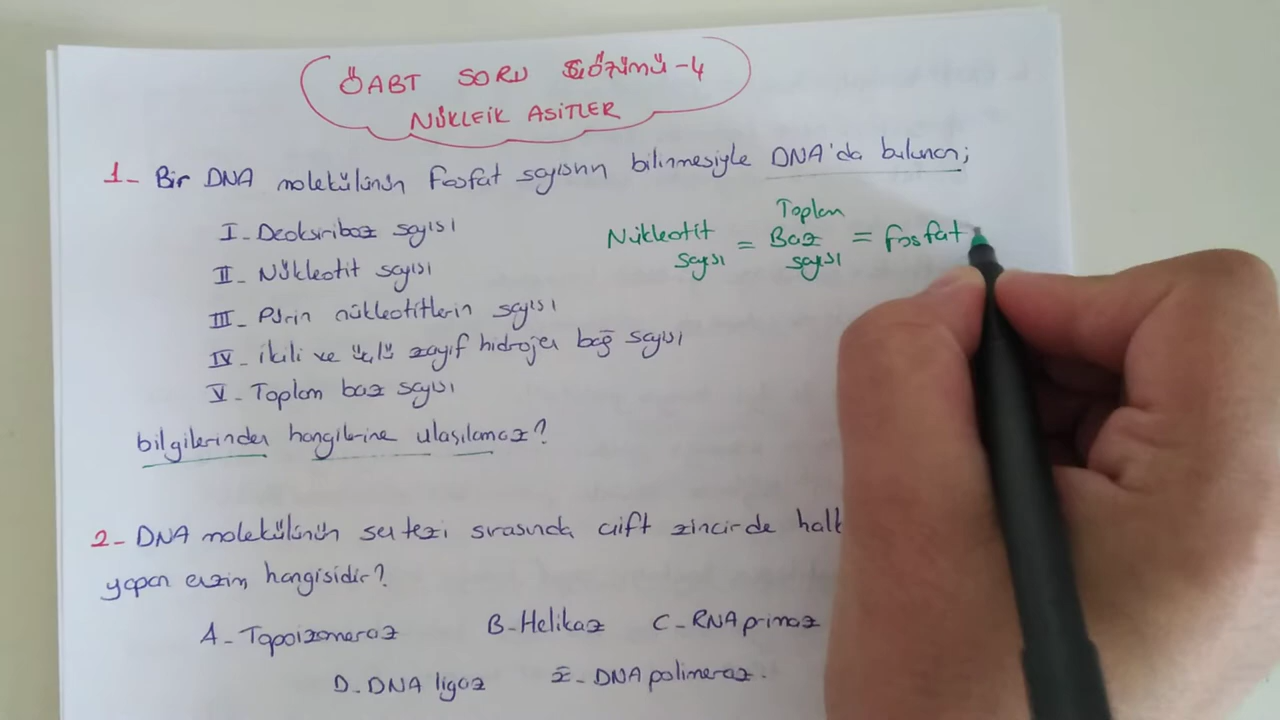 ÖABT SORU ÇÖZÜMÜ-4
NÜKLEİK ASİTLER
1- Bir DNA molekülünün fosfat sayısının bilinmesiyle DNA'da bulunan;
I- Deoksiriboz sayısı
II- Nükleotit sayısı
III- Pürin nükleotitlerin sayısı
IV- İkili ve üçlü zayıf hidrojen bağ sayısı
V- Toplam baz sayısı
Nükleotit sayısı = Toplam Baz sayısı = fosfat
bilgilerinden hangilerine ulaşılamaz?
2- DNA molekülünün sentezi sırasında çift zincirde
yapan enzim hangisidir?
A- Topoizomeraz B- Helikaz C- RNA primaz
D- DNA ligaz E- DNA polimeraz.